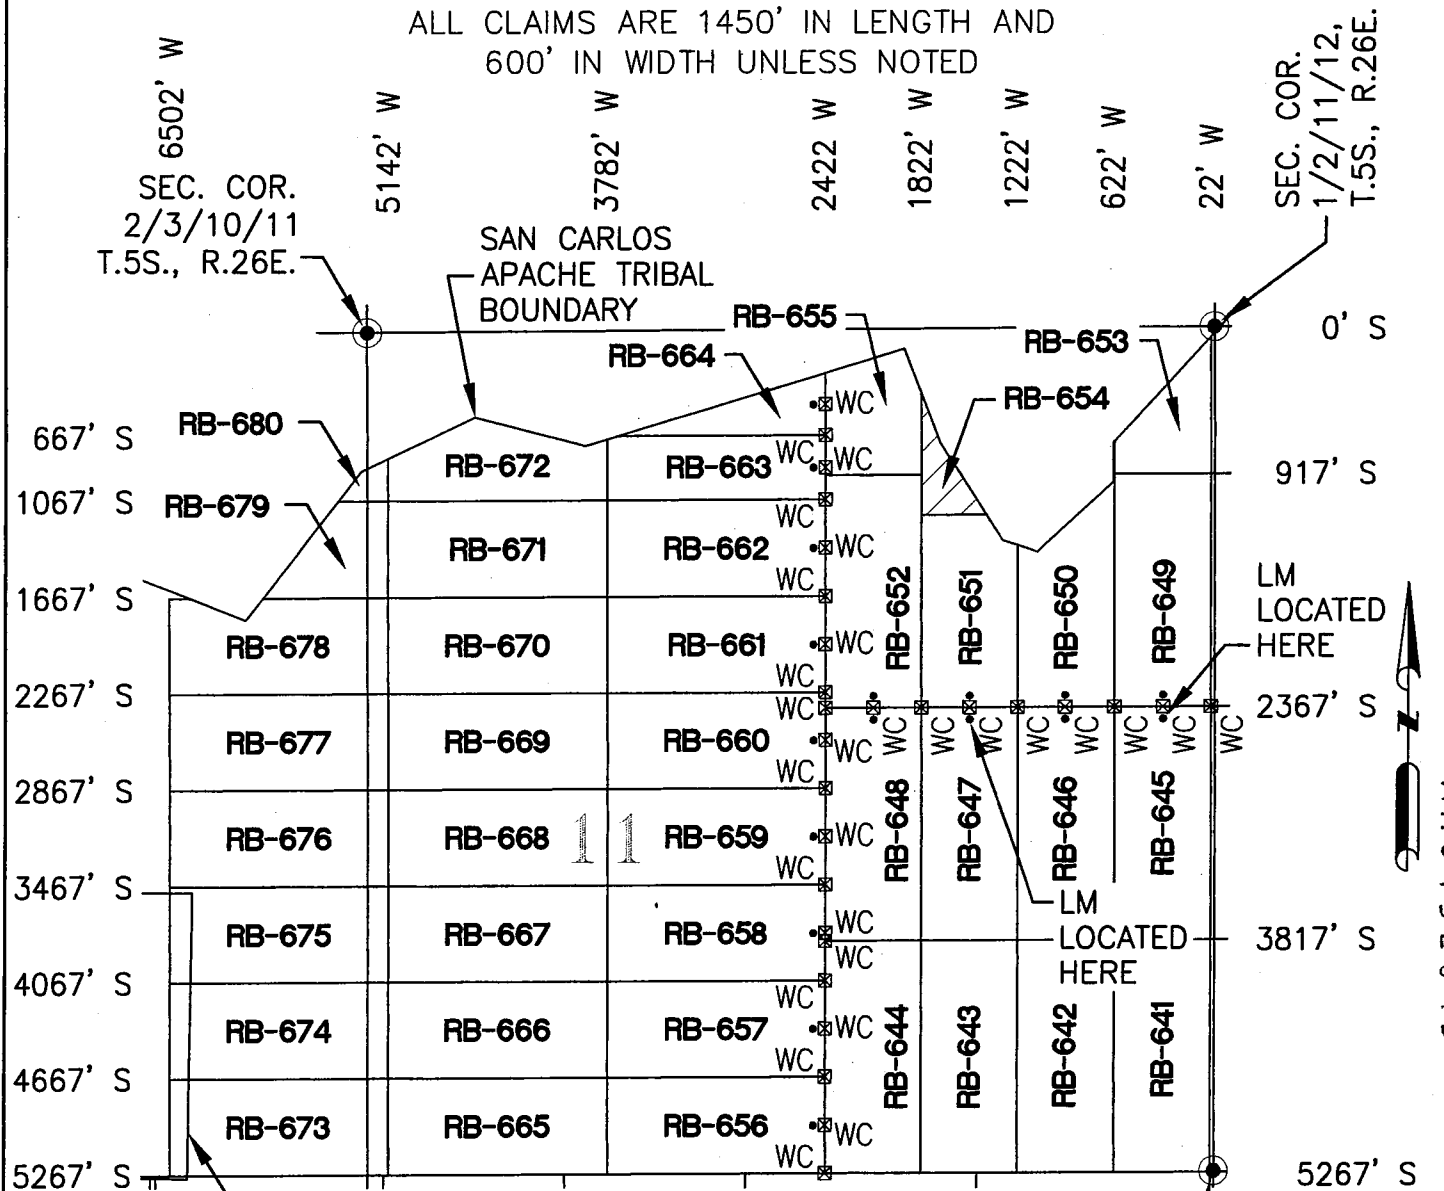 ALL CLAIMS ARE 1450' IN LENGTH AND
600' IN WIDTH UNLESS NOTED
6502' W
5142' W
3782' W
2422 W
1822' W
1222' W
622' W
22' W
SEC. COR.
1/2/11/12,
T.5S., R.26E.
SEC. COR.
2/3/10/11
T.5S., R.26E.
SAN CARLOS
APACHE TRIBAL
BOUNDARY
RB-655
RB-664
RB-653
RB-654
0' S
667' S
RB-680
RB-672
RB-663
WC
WC
WC
917' S
1067' S
RB-679
WC
RB-671
RB-662
WC
WC
1667' S
RB-652
RB-651
RB-650
RB-649
LM
LOCATED
HERE
RB-678
RB-670
RB-661
WC
WC
2267' S
WC
2367' S
WC
WC
WC
WC
WC
WC
WC
WC
RB-677
RB-669
RB-660
WC
WC
2867' S
RB-648
RB-647
RB-646
RB-645
RB-676
RB-668
11
RB-659
WC
WC
3467' S
LM
LOCATED
HERE
RB-675
RB-667
RB-658
WC
WC
3817' S
4067' S
WC
RB-674
RB-666
RB-657
WC
WC
RB-644
RB-643
RB-642
RB-641
4667' S
RB-673
RB-665
RB-656
WC
WC
5267' S
5267' S
N